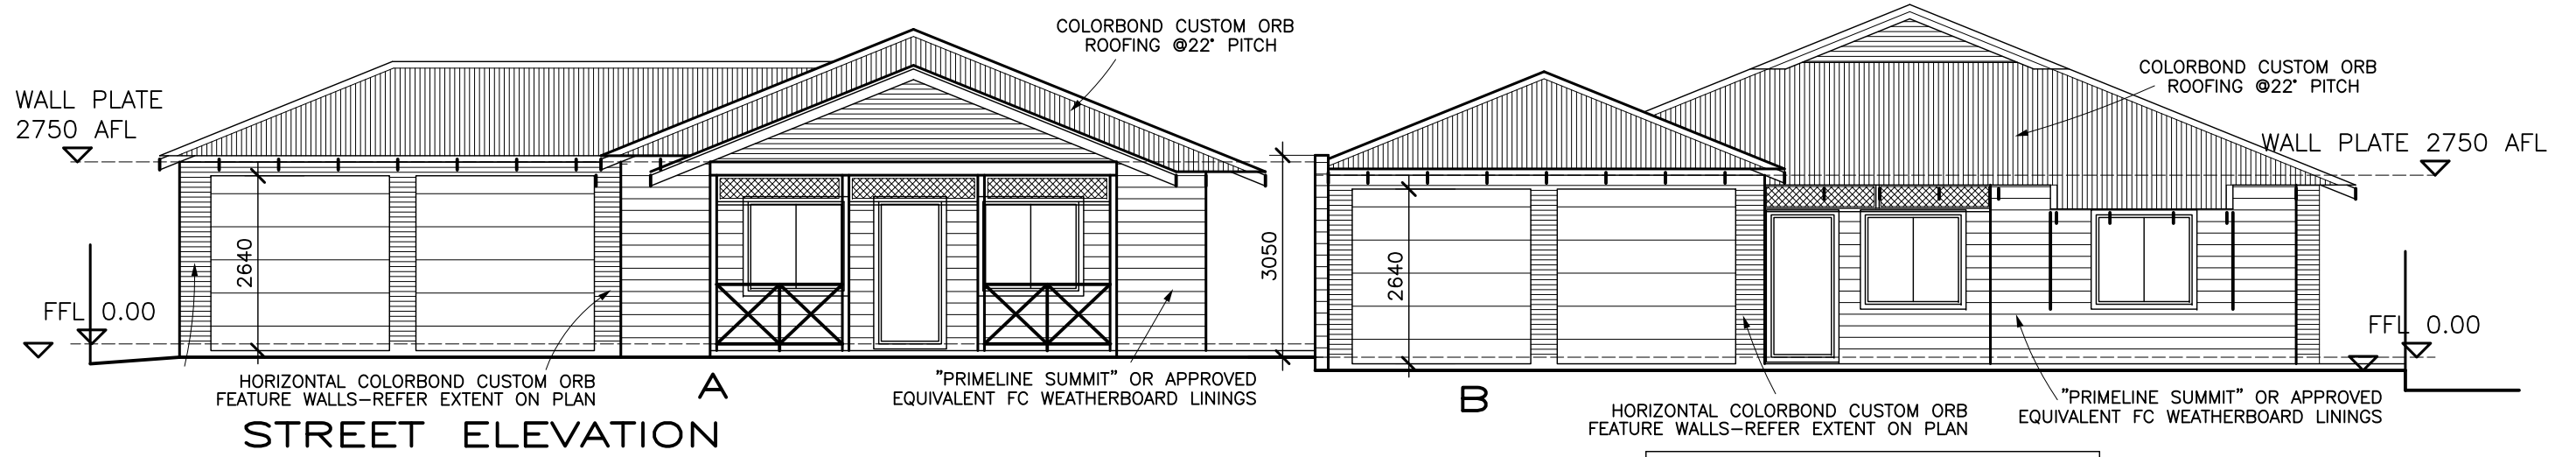 COLORBOND CUSTOM ORB
ROOFING @22° PITCH
WALL PLATE
2750 AFL
2640
FFL 0.00
HORIZONTAL COLORBOND CUSTOM ORB
FEATURE WALLS-REFER EXTENT ON PLAN
A
"PRIMELINE SUMMIT" OR APPROVED
EQUIVALENT FC WEATHERBOARD LININGS
STREET ELEVATION
3050
COLORBOND CUSTOM ORB
ROOFING @22° PITCH
WALL PLATE 2750 AFL
2640
FFL 0.00
B
HORIZONTAL COLORBOND CUSTOM ORB
FEATURE WALLS-REFER EXTENT ON PLAN
"PRIMELINE SUMMIT" OR APPROVED
EQUIVALENT FC WEATHERBOARD LININGS